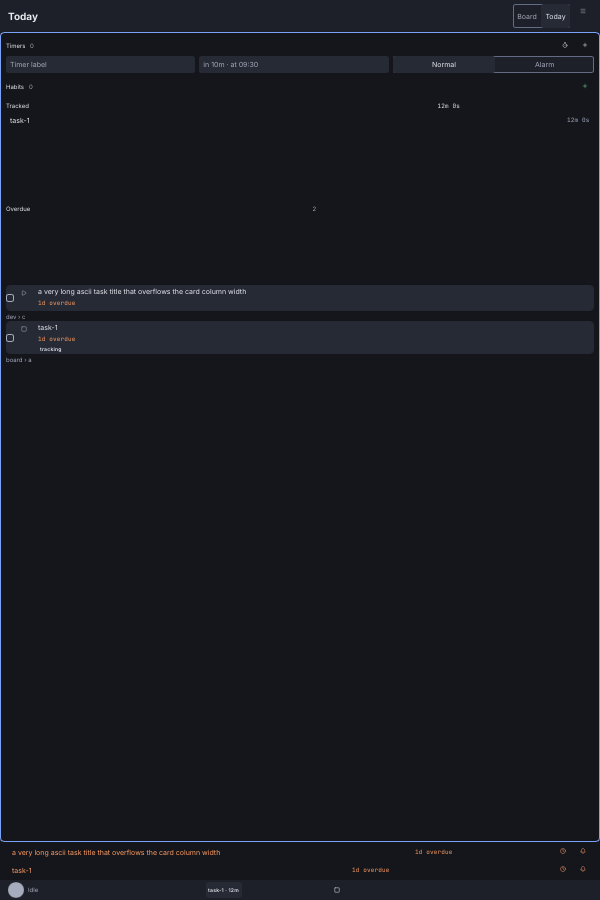 Today
Board Today
Timers 0
Timer label in 10m · at 09:30 Normal Alarm
Habits 0
Tracked 12m 0s
task-1 12m 0s
Overdue 2
a very long ascii task title that overflows the card column width
1d overdue
dev › c
task-1
1d overdue
tracking
board › a
a very long ascii task title that overflows the card column width 1d overdue
task-1 1d overdue
Idle task-1 · 12m